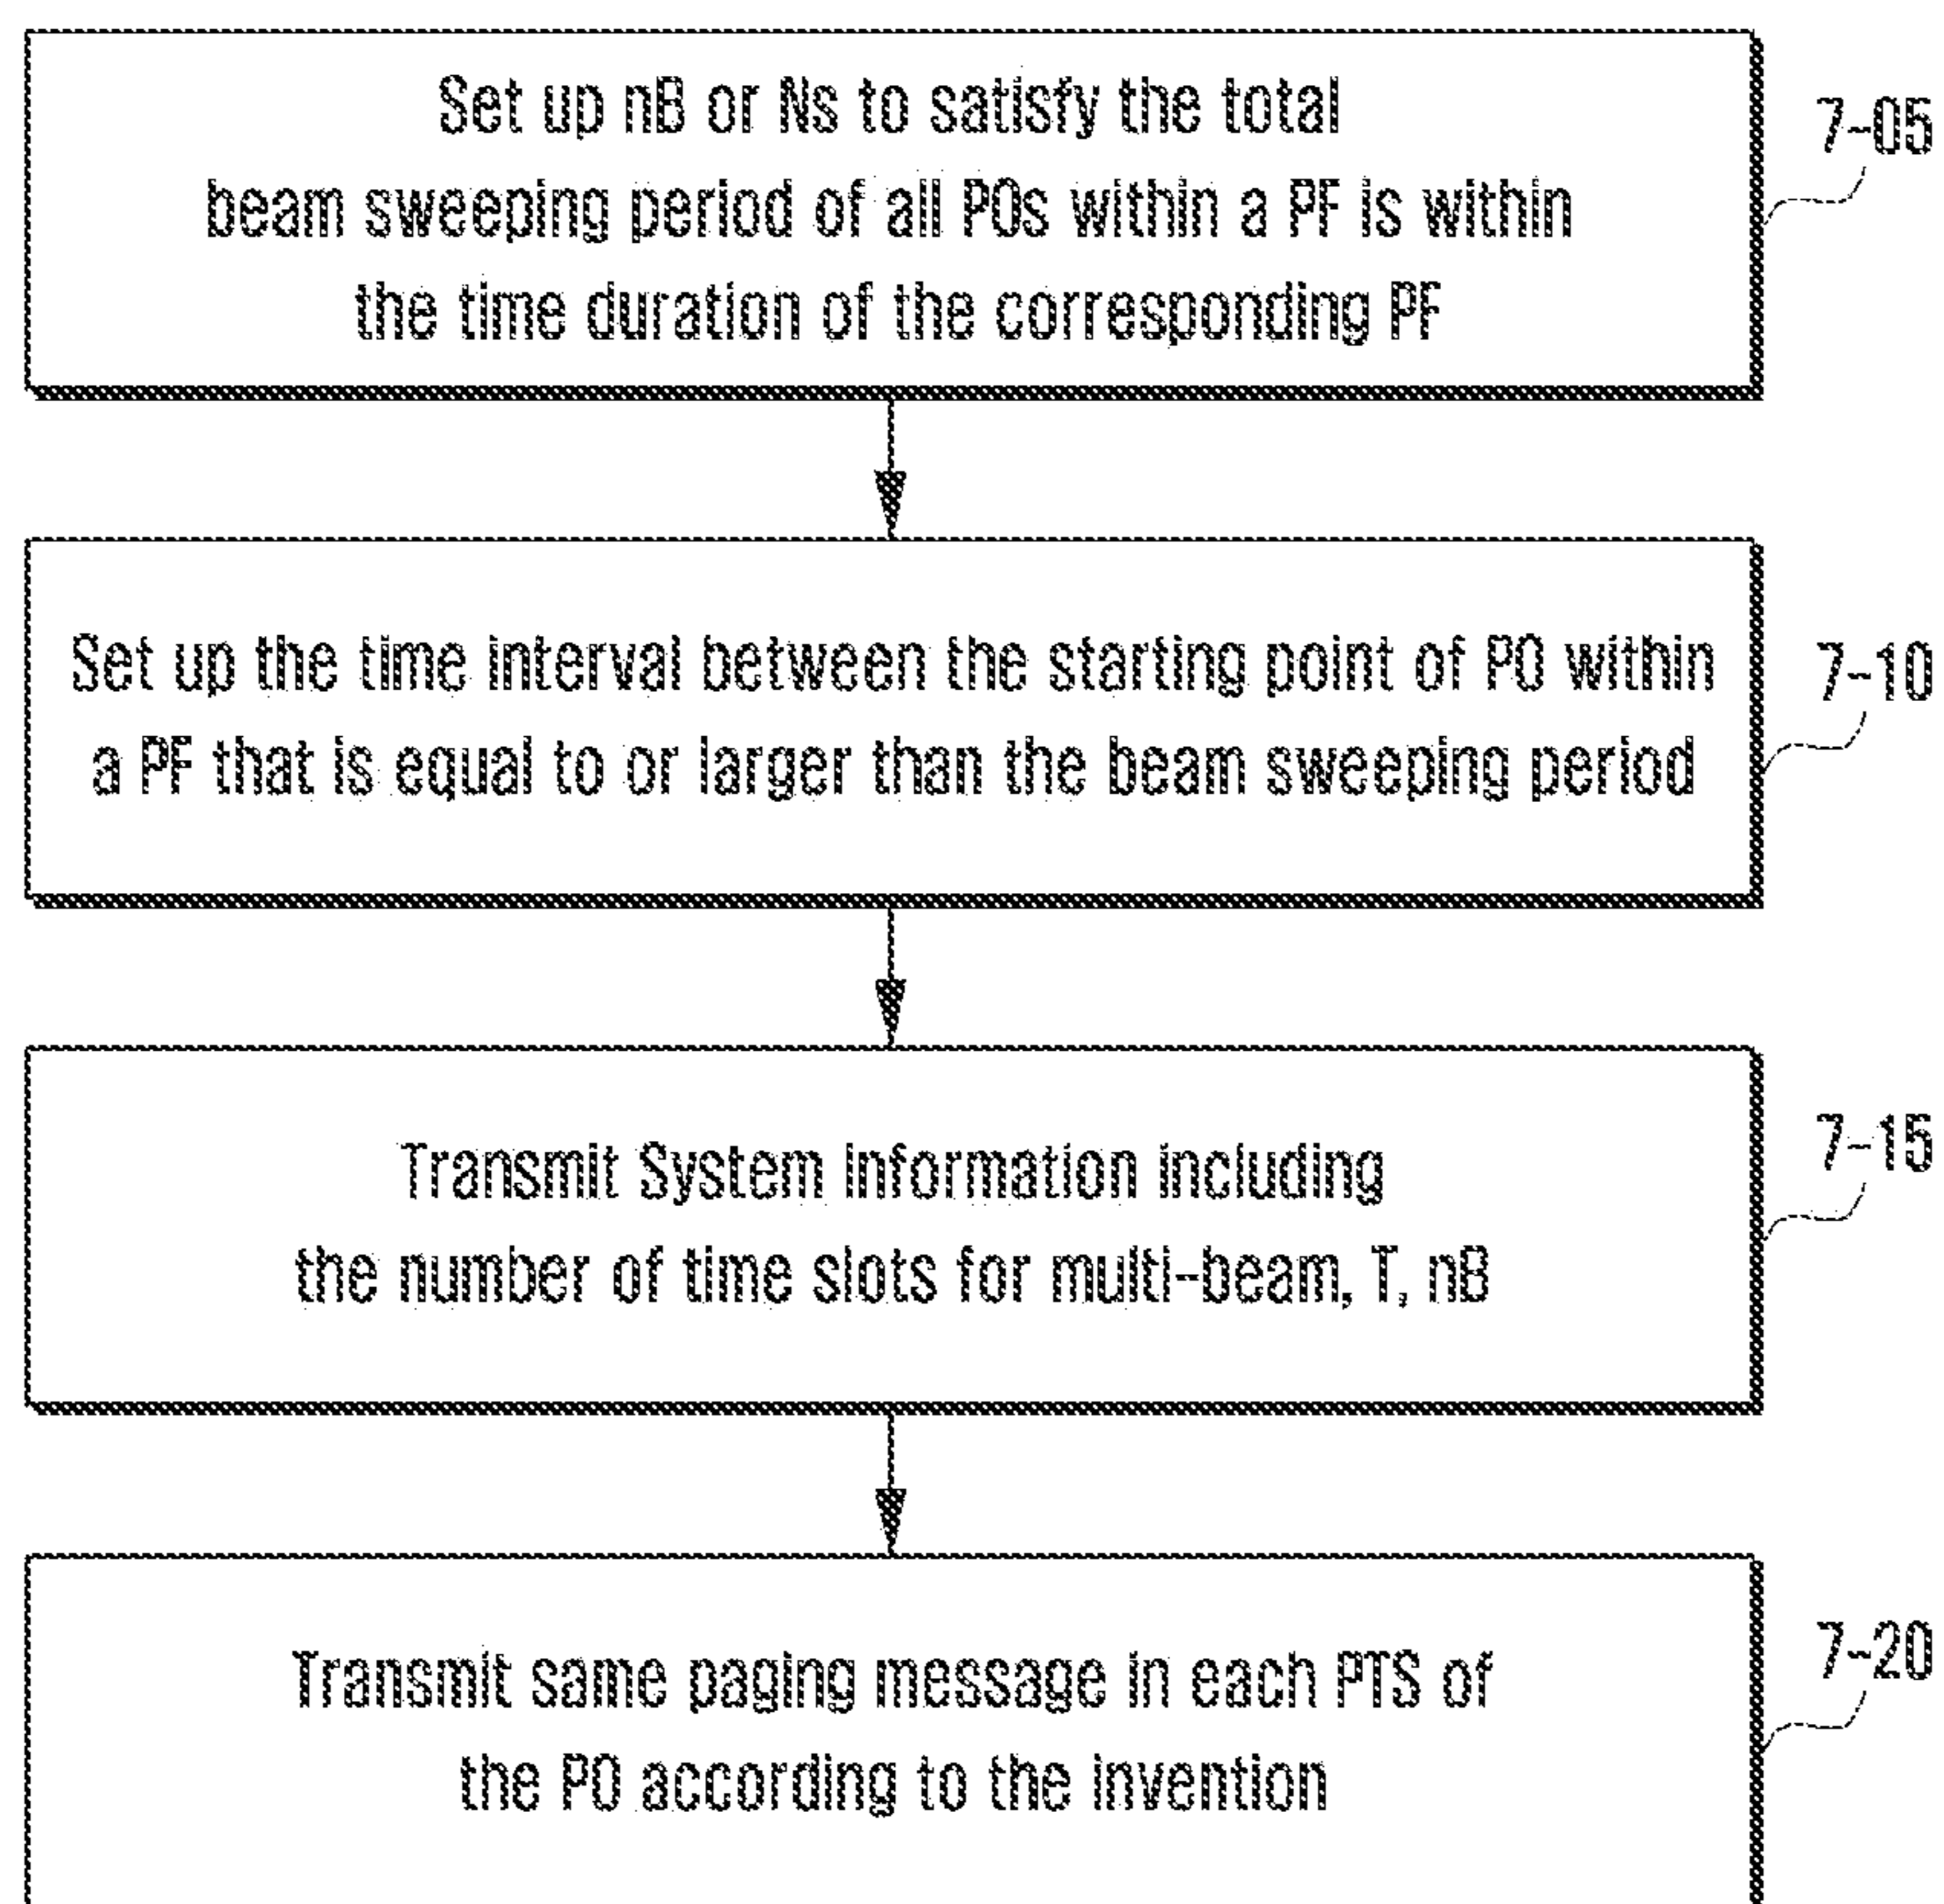 Set up nB or Ns to satisfy the total
beam sweeping period of all POs within a PF is within
the time duration of the corresponding PF
7-05
Set up the time interval between the starting point of PO within
a PF that is equal to or larger than the beam sweeping period
7-10
Transmit System Information including
the number of time slots for multi-beam, T, nB
7-15
Transmit same paging message in each PTS of
the PO according to the invention
7-20